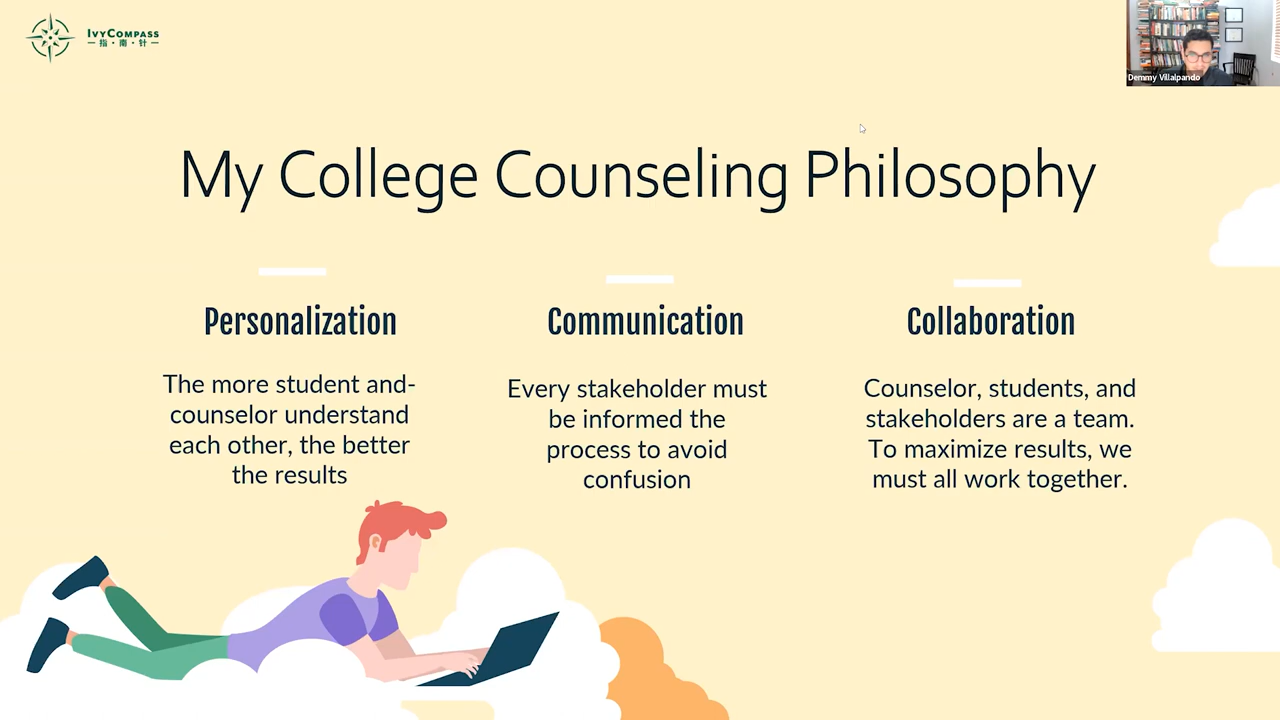 IVYCOMPASS
指·南·针
Demmy Villalpando
My College Counseling Philosophy
Personalization
The more student and-
counselor understand
each other, the better
the results
Communication
Every stakeholder must
be informed the
process to avoid
confusion
Collaboration
Counselor, students, and
stakeholders are a team.
To maximize results, we
must all work together.